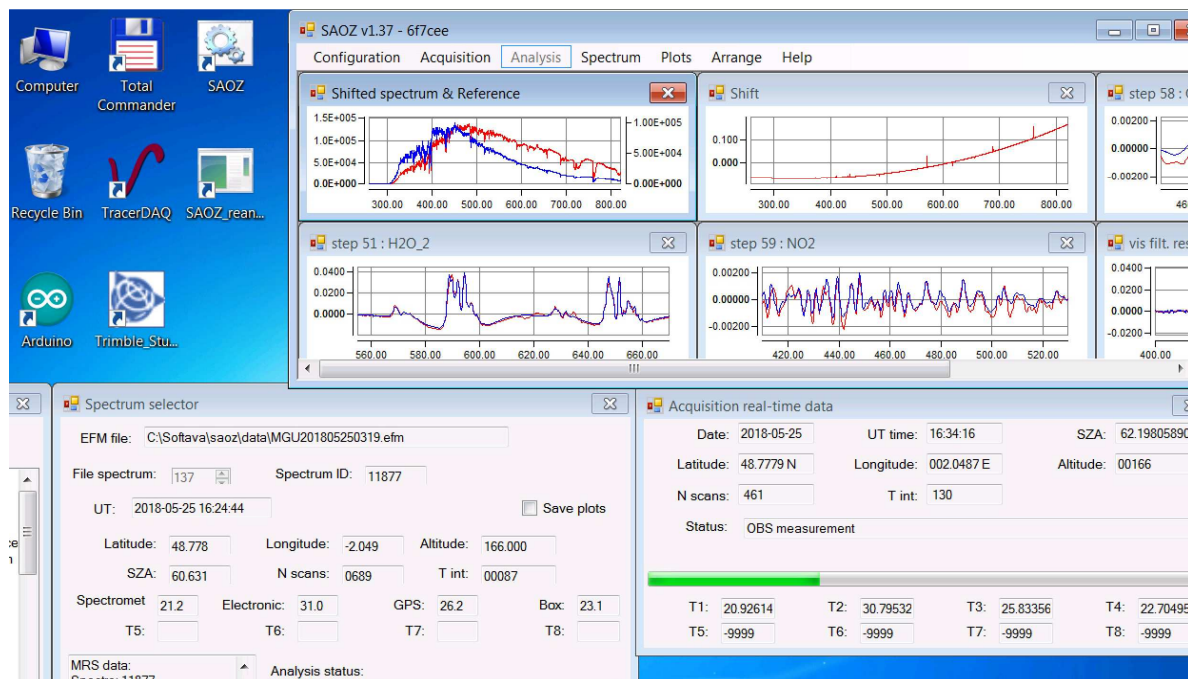 Computer
Total
Commander
SAOZ
Recycle Bin
TracerDAQ
SAOZ_rean...
Arduino
Trimble_Stu...
SAOZ v1.37 - 6f7cee
Configuration Acquisition Analysis Spectrum Plots Arrange Help
Shifted spectrum & Reference
1.5E+005 1.00E+005
1.0E+005
5.0E+004 5.00E+004
0.0E+000 0.00E+000
300.00 400.00 500.00 600.00 700.00 800.00
Shift
0.100
0.000
300.00 400.00 500.00 600.00 700.00 800.00
step 58 :
0.00200
0.00000
-0.00200
step 51 : H2O_2
0.0400
0.0200
0.0000
560.00 580.00 600.00 620.00 640.00 660.00
step 59 : NO2
0.00200
0.00000
-0.00200
420.00 440.00 460.00 480.00 500.00 520.00
vis filt. res
0.0400
0.0200
0.0000
-0.0200
400.00
Spectrum selector
EFM file: C:\Softava\saoz\data\MGU201805250319.efm
File spectrum: 137 Spectrum ID: 11877
UT: 2018-05-25 16:24:44 Save plots
Latitude: 48.778 Longitude: -2.049 Altitude: 166.000
SZA: 60.631 N scans: 0689 T int: 00087
Spectromet 21.2 Electronic: 31.0 GPS: 26.2 Box: 23.1
T5: T6: T7: T8:
MRS data:
Analysis status:
Acquisition real-time data
Date: 2018-05-25 UT time: 16:34:16 SZA: 62.19805890
Latitude: 48.7779 N Longitude: 002.0487 E Altitude: 00166
N scans: 461 T int: 130
Status: OBS measurement
T1: 20.92614 T2: 30.79532 T3: 25.83356 T4: 22.70495
T5: -9999 T6: -9999 T7: -9999 T8: -9999